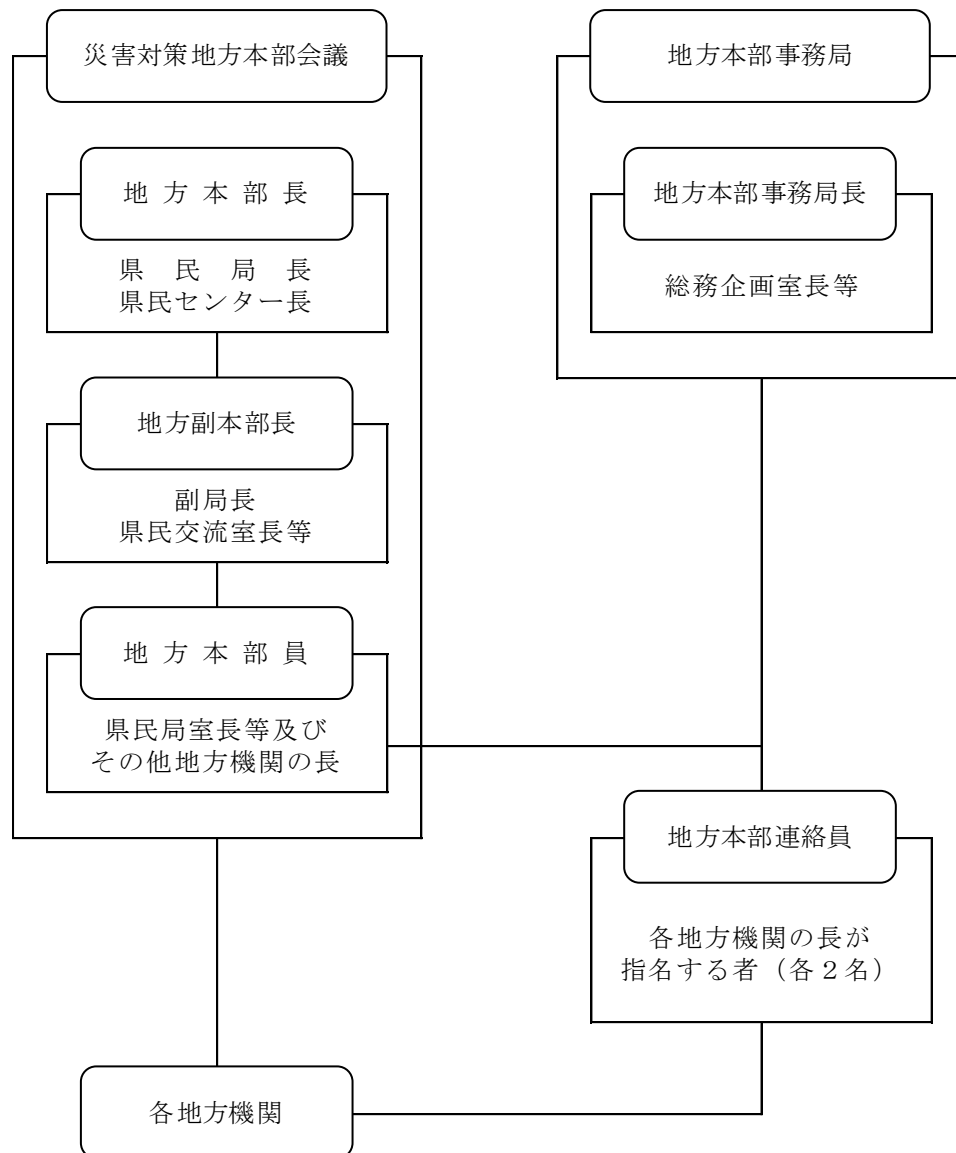 災害対策地方本部会議
地方本部長
県民局長
県民センター長
地方副本部長
副局長
県民交流室長等
地方本部員
県民局室長等及び
その他地方機関の長
地方本部事務局
地方本部事務局長
総務企画室長等
地方本部連絡員
各地方機関の長が
指名する者（各２名）
各地方機関